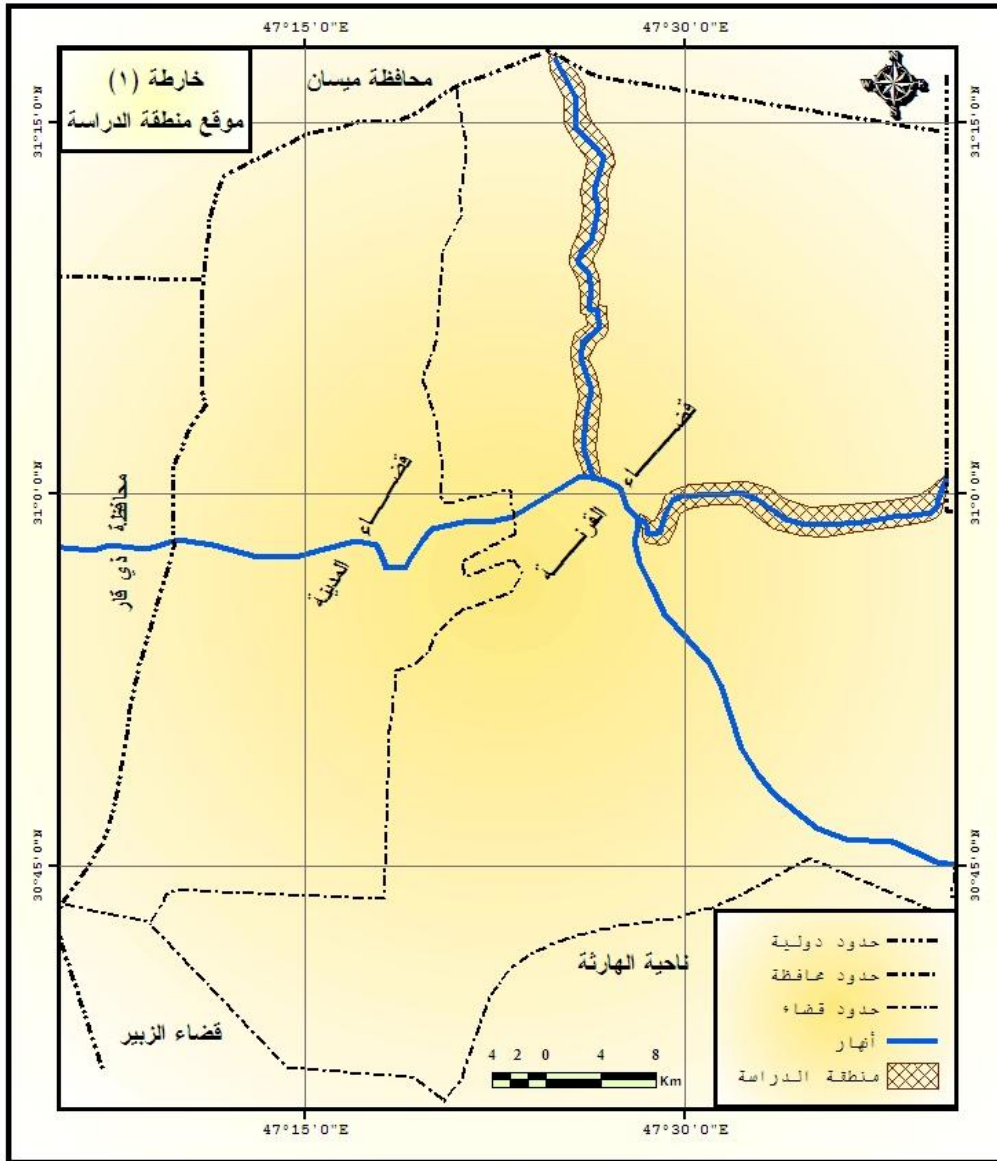 47°15'0"E
47°30'0"E
خارطة (١)
موقع منطقة الدراسة
محافظة ميسان
31°15'0"N
31°15'0"N
قضاء
القرنة
قضاء
المدينة
محافظة ذي قار
31°0'0"N
31°0'0"N
30°45'0"N
30°45'0"N
ناحية الهارثة
قضاء الزبير
حدود دولية
حدود محافظة
حدود قضاء
أنهار
منطقة الدراسة
4 2 0 4 8
Km
47°15'0"E
47°30'0"E